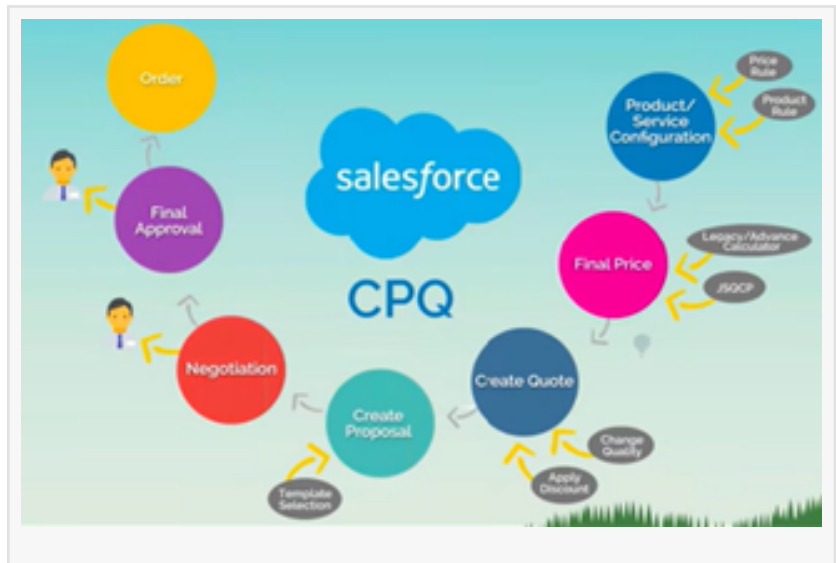 Order
Final
Approval
Negotiation
Create
Proposal
Template
Selection
Create Quote
Change
Quality
Apply
Discount
Final Price
Legacy/Advance
Calculator
JSQCP
Product/
Service
Configuration
Price
Rule
Product
Rule
salesforce
CPQ